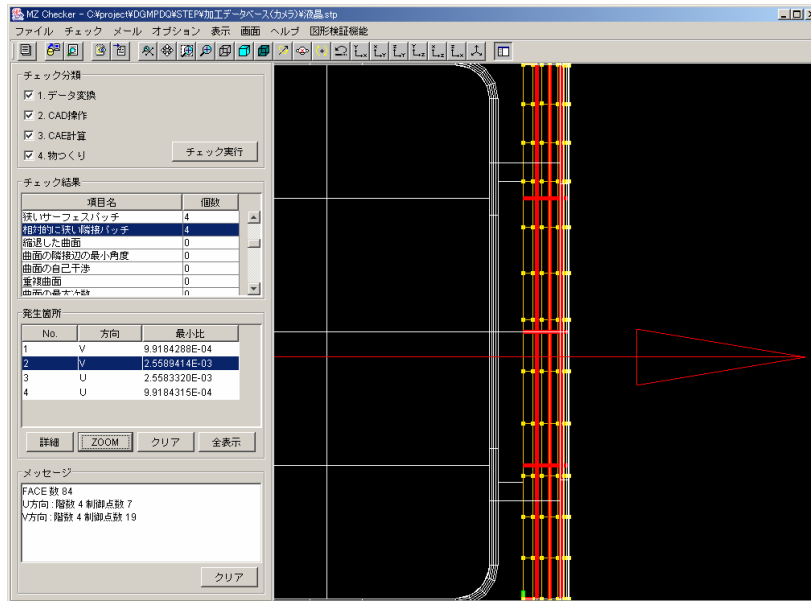 MZ Checker - C:¥project¥DGMPDQ¥STEP¥加工データベース(カメラ)¥液晶.stp
ファイル チェック メール オプション 表示 画面 ヘルプ 図形検証機能
チェック分類
1. データ変換
2. CAD操作
3. CAE計算
4. 物つくり
チェック実行
チェック結果
項目名 個数
狭いサーフェスパッチ 4
相対的に狭い隣接パッチ 4
縮退した曲面 0
曲面の隣接辺の最小角度 0
曲面の自己干渉 0
重複曲面 0
曲面の最大次数 0
発生箇所
No. 方向 最小比
1 V 9.9184288E-04
2 V 2.5589414E-03
3 U 2.5583320E-03
4 U 9.9184315E-04
詳細 ZOOM クリア 全表示
メッセージ
FACE 数 84
U方向 : 階数 4 制御点数 7
V方向 : 階数 4 制御点数 19
クリア